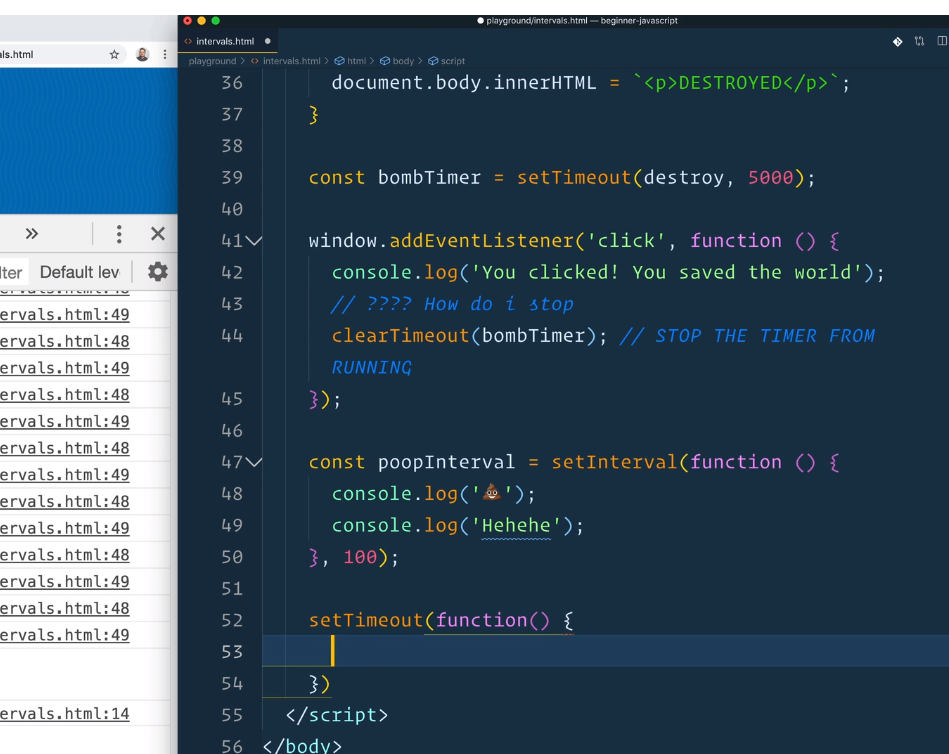 playground/intervals.html — beginner-javascript
intervals.html
playground > intervals.html > html > body > script
ls.html
36 document.body.innerHTML = `<p>DESTROYED</p>`;
37 }
38
39 const bombTimer = setTimeout(destroy, 5000);
40
41 window.addEventListener('click', function () {
42 console.log('You clicked! You saved the world');
43 // ???? How do i stop
44 clearTimeout(bombTimer); // STOP THE TIMER FROM
RUNNING
45 });
46
47 const poopInterval = setInterval(function () {
48 console.log('💩');
49 console.log('Hehehe');
50 }, 100);
51
52 setTimeout(function() {
53
54 })
55 </script>
56 </body>
lter Default lev
ervals.html:49
ervals.html:48
ervals.html:49
ervals.html:48
ervals.html:49
ervals.html:48
ervals.html:49
ervals.html:48
ervals.html:49
ervals.html:48
ervals.html:49
ervals.html:48
ervals.html:49
ervals.html:14